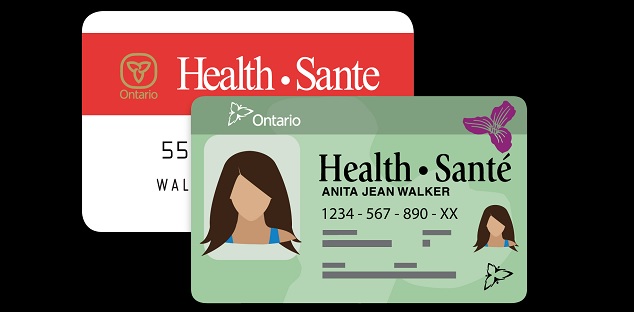 Ontario
Health • Sante
55
WAL
Ontario
Health • Santé
ANITA JEAN WALKER
1234 - 567 - 890 - XX